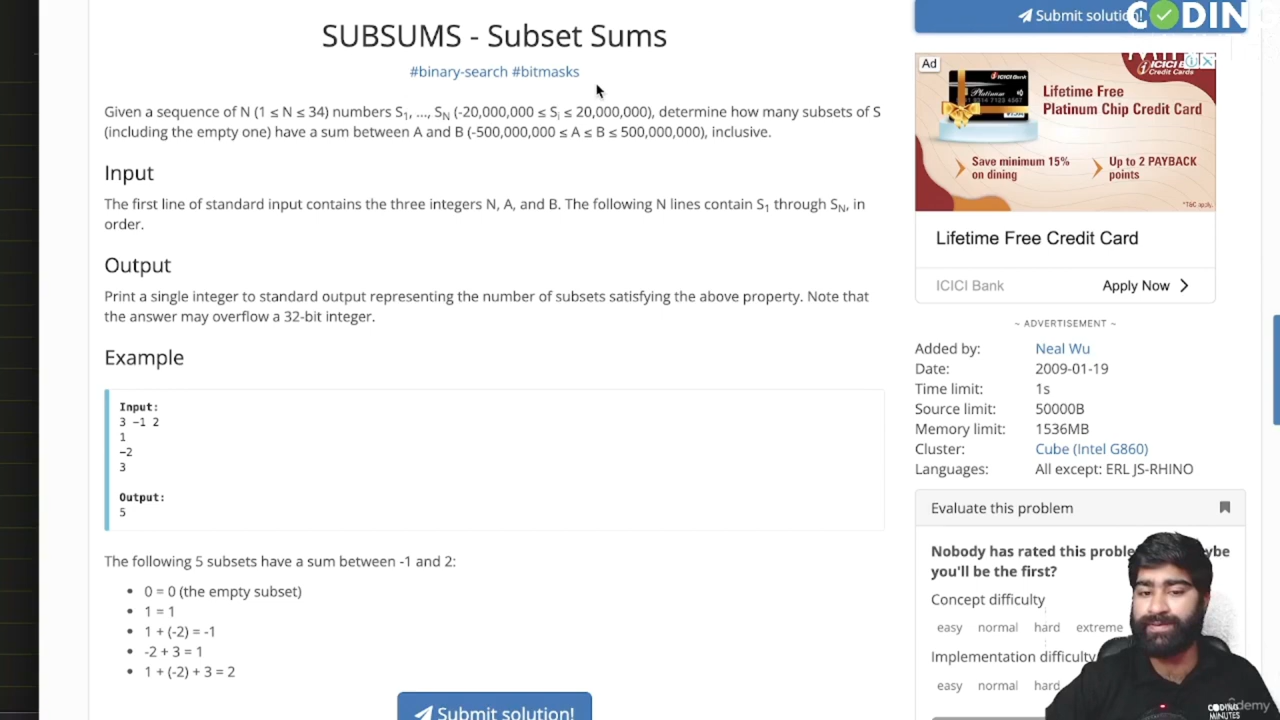 SUBSUMS - Subset Sums
#binary-search #bitmasks
Given a sequence of N (1 ≤ N ≤ 34) numbers S1, ..., SN (-20,000,000 ≤ Si ≤ 20,000,000), determine how many subsets of S
(including the empty one) have a sum between A and B (-500,000,000 ≤ A ≤ B ≤ 500,000,000), inclusive.
Input
The first line of standard input contains the three integers N, A, and B. The following N lines contain S1 through SN, in
order.
Output
Print a single integer to standard output representing the number of subsets satisfying the above property. Note that
the answer may overflow a 32-bit integer.
Example
Input:
3 -1 2
1
-2
3
Output:
5
The following 5 subsets have a sum between -1 and 2:
• 0 = 0 (the empty subset)
• 1 = 1
• 1 + (-2) = -1
• -2 + 3 = 1
• 1 + (-2) + 3 = 2
Submit solution!
Submit solution!
CODING
Ad
ICICI Bank
Credit Cards
Platinum
Lifetime Free
Platinum Chip Credit Card
Save minimum 15%
on dining
Up to 2 PAYBACK
points
*T&C apply.
Lifetime Free Credit Card
ICICI Bank
Apply Now
~ ADVERTISEMENT ~
Added by: Neal Wu
Date: 2009-01-19
Time limit: 1s
Source limit: 50000B
Memory limit: 1536MB
Cluster: Cube (Intel G860)
Languages: All except: ERL JS-RHINO
Evaluate this problem
Nobody has rated this
you'll be the first?
Concept difficulty
easy normal hard extreme
Implementation difficulty
easy normal hard
CODING
MINUTES
Udemy